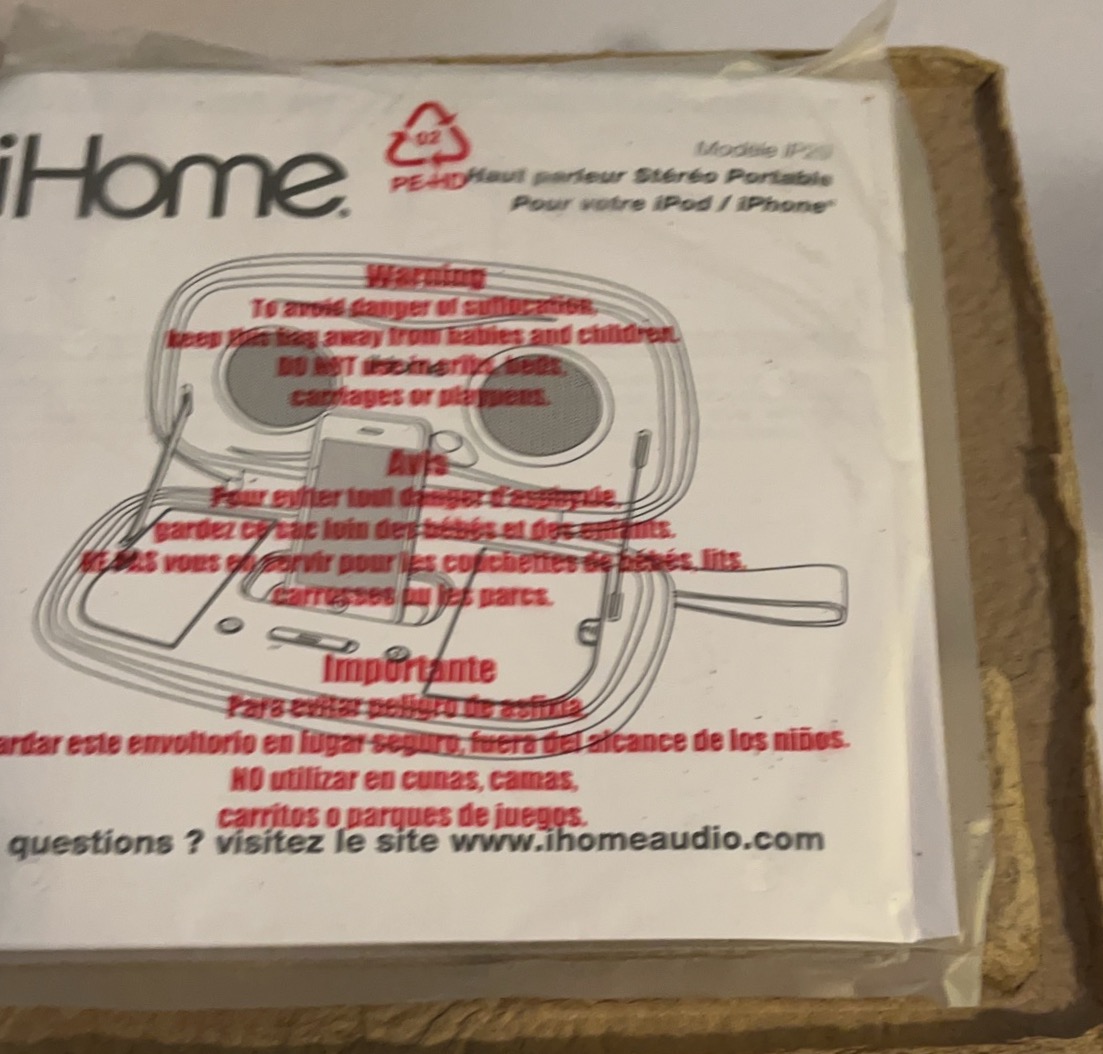 iHome.
02
PE-HD
Modèle iP29
Haut parleur Stéréo Portable
Pour votre iPod / iPhone
Warning
To avoid danger of suffocation,
keep this bag away from babies and children.
DO NOT use in cribs, beds,
carriages or playpens.
Avis
Pour eviter tout danger d'asphyxie,
gardez ce sac loin des bébés et des enfants.
NE PAS vous en servir pour les couchettes de bébés, lits,
carrosses ou les parcs.
Importante
Para evitar peligro de asfixia,
ardar este envoltorio en lugar seguro, fuera del alcance de los niños.
NO utilizar en cunas, camas,
carritos o parques de juegos.
questions ? visitez le site www.ihomeaudio.com